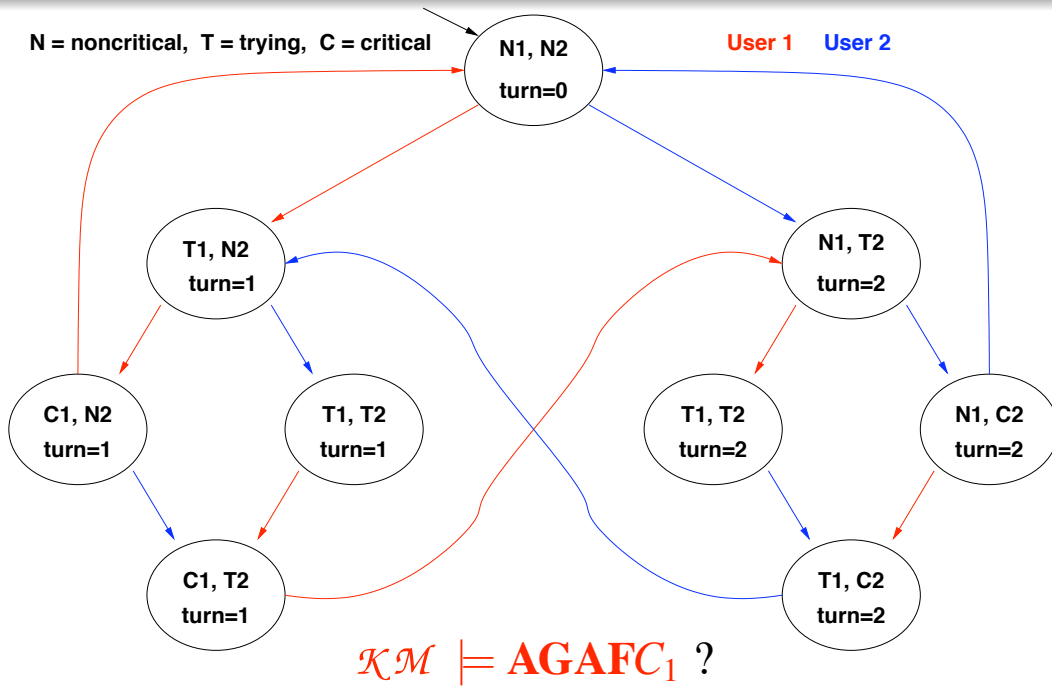 N = noncritical, T = trying, C = critical
User 1 User 2
N1, N2
turn=0
T1, N2
turn=1
N1, T2
turn=2
C1, N2
turn=1
T1, T2
turn=1
T1, T2
turn=2
N1, C2
turn=2
C1, T2
turn=1
T1, C2
turn=2
𝒦ℳ ⊨ AGAFC₁ ?